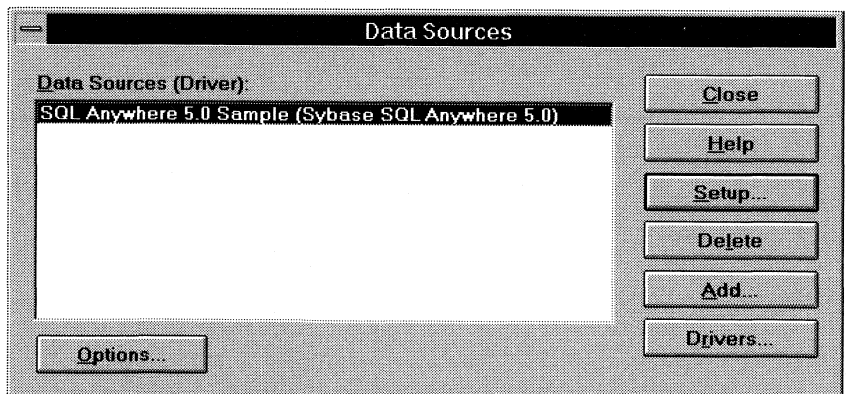 Data Sources
Data Sources (Driver):
SQL Anywhere 5.0 Sample (Sybase SQL Anywhere 5.0)
Close
Help
Setup...
Delete
Add...
Drivers...
Options...